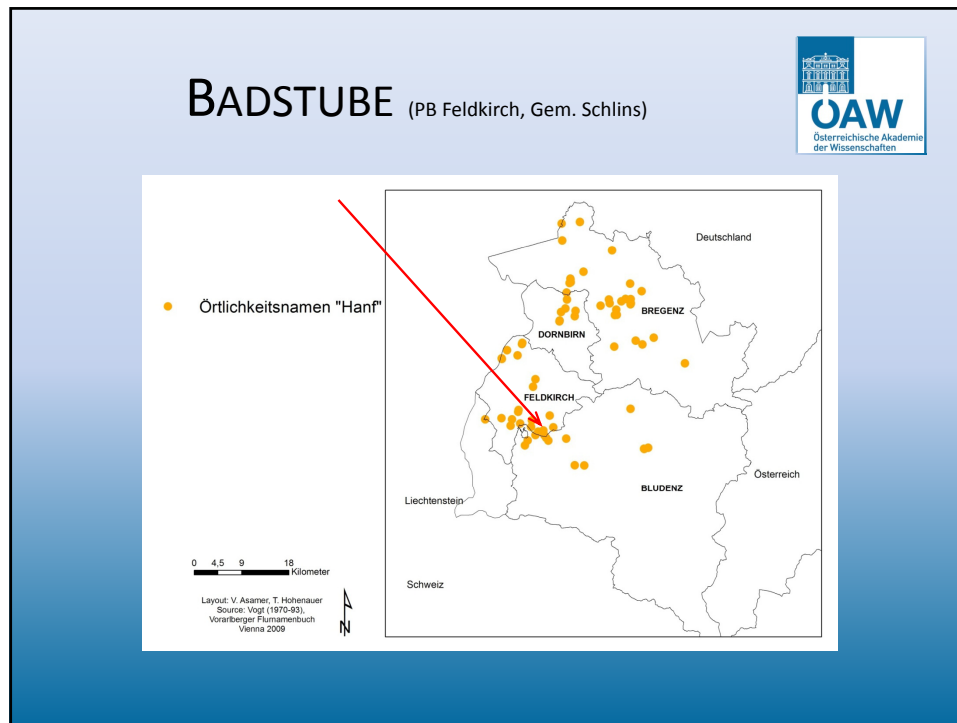 BADSTUBE (PB Feldkirch, Gem. Schlins)
ÖAW
Österreichische Akademie
der Wissenschaften
Örtlichkeitsnamen "Hanf"
Deutschland
BREGENZ
DORNBIRN
FELDKIRCH
Österreich
BLUDENZ
Liechtenstein
Schweiz
0 4,5 9 18
Kilometer
Layout: V. Asamer, T. Hohenauer
Source: Vogt (1970-93),
Vorarlberger Flurnamenbuch
Vienna 2009
N